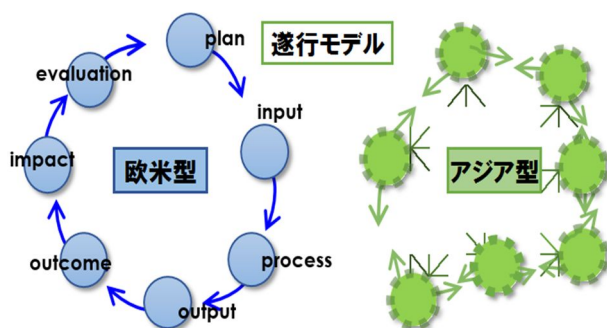 plan
遂行モデル
evaluation
input
impact
欧米型
アジア型
outcome
process
output